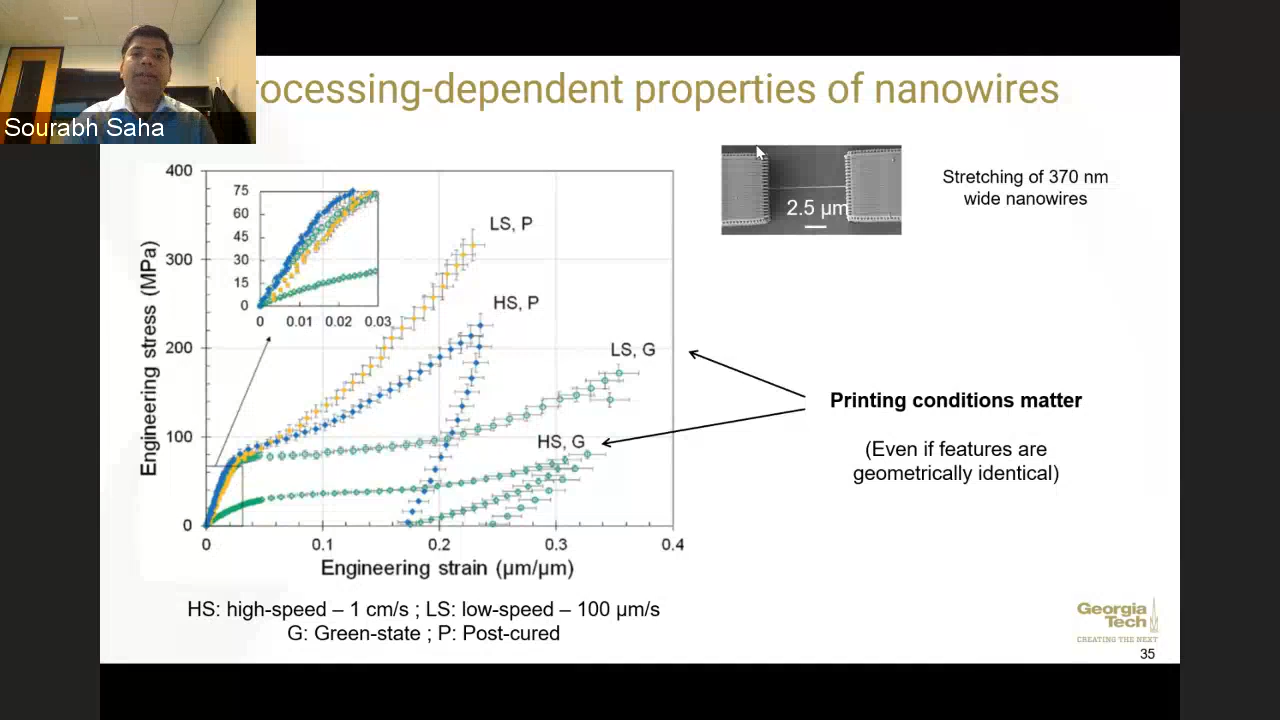 ocessing-dependent properties of nanowires
Sourabh Saha
Stretching of 370 nm
wide nanowires
2.5 µm
400
300
200
100
0
Engineering stress (MPa)
75
60
45
30
15
0
0 0.01 0.02 0.03
LS, P
HS, P
LS, G
HS, G
0 0.1 0.2 0.3 0.4
Engineering strain (µm/µm)
Printing conditions matter
(Even if features are
geometrically identical)
HS: high-speed – 1 cm/s ; LS: low-speed – 100 µm/s
G: Green-state ; P: Post-cured
Georgia
Tech
CREATING THE NEXT
35